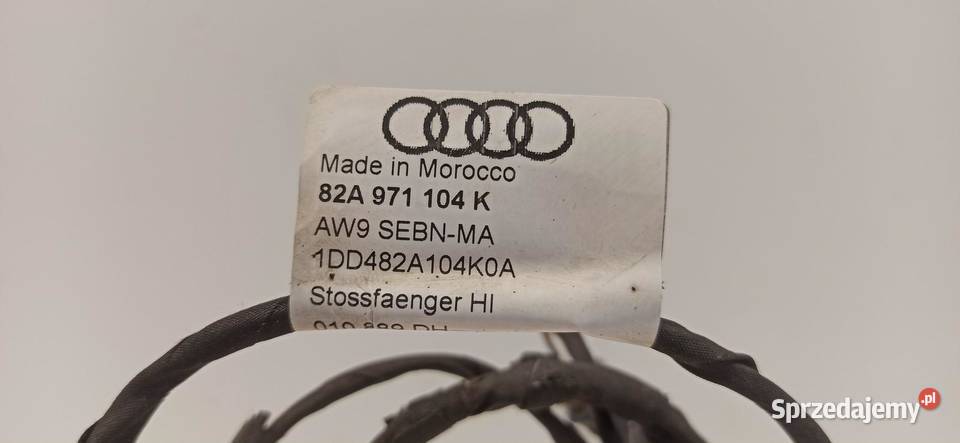 Made in Morocco
82A 971 104 K
AW9 SEBN-MA
1DD482A104K0A
Stossfaenger HI
Sprzedajemy.pl